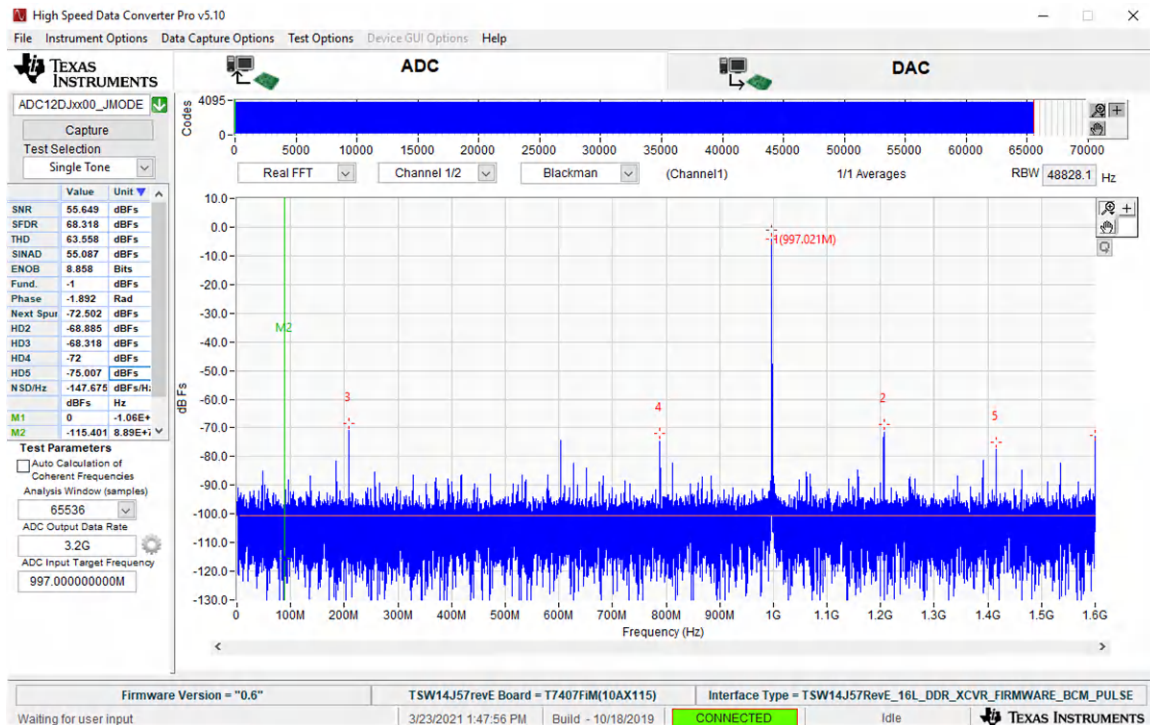 High Speed Data Converter Pro v5.10
File Instrument Options Data Capture Options Test Options Device GUI Options Help
TEXAS INSTRUMENTS
ADC
DAC
ADC12DJxx00_JMODE
Capture
Test Selection
Single Tone
Codes
4095
0
0 5000 10000 15000 20000 25000 30000 35000 40000 45000 50000 55000 60000 65000 70000
Real FFT Channel 1/2 Blackman (Channel1) 1/1 Averages RBW 48828.1 Hz
Value Unit
SNR 55.649 dBFs
SFDR 68.318 dBFs
THD 63.558 dBFs
SINAD 55.087 dBFs
ENOB 8.858 Bits
Fund. -1 dBFs
Phase -1.892 Rad
Next Spur -72.502 dBFs
HD2 -68.885 dBFs
HD3 -68.318 dBFs
HD4 -72 dBFs
HD5 -75.007 dBFs
NSD/Hz -147.675 dBFs/Hz
dBFs Hz
M1 0 -1.06E+
M2 -115.401 8.89E+7
Test Parameters
Auto Calculation of
Coherent Frequencies
Analysis Window (samples)
65536
ADC Output Data Rate
3.2G
ADC Input Target Frequency
997.000000000M
dBFs
10.0
0.0
-10.0
-20.0
-30.0
-40.0
-50.0
-60.0
-70.0
-80.0
-90.0
-100.0
-110.0
-120.0
-130.0
1(997.021M)
M2
3
4
2
5
0 100M 200M 300M 400M 500M 600M 700M 800M 900M 1G 1.1G 1.2G 1.3G 1.4G 1.5G 1.6G
Frequency (Hz)
Firmware Version = "0.6" TSW14J57revE Board = T7407FiM(10AX115) Interface Type = TSW14J57RevE_16L_DDR_XCVR_FIRMWARE_BCM_PULSE
Waiting for user input 3/23/2021 1:47:56 PM Build - 10/18/2019 CONNECTED Idle TEXAS INSTRUMENTS